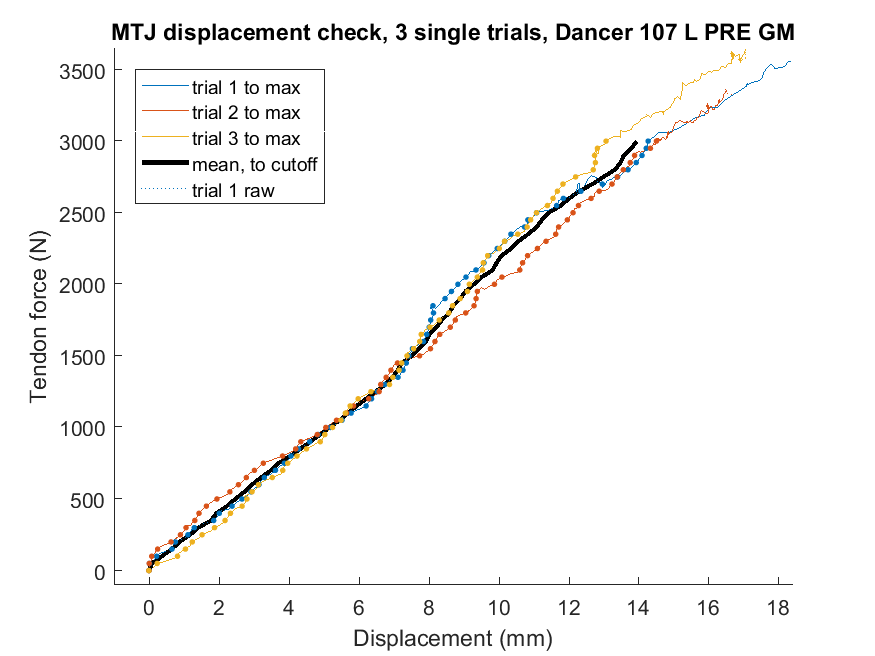 MTJ displacement check, 3 single trials, Dancer 107 L PRE GM
3500
3000
2500
2000
1500
1000
500
0
Tendon force (N)
trial 1 to max
trial 2 to max
trial 3 to max
mean, to cutoff
trial 1 raw
0 2 4 6 8 10 12 14 16 18
Displacement (mm)